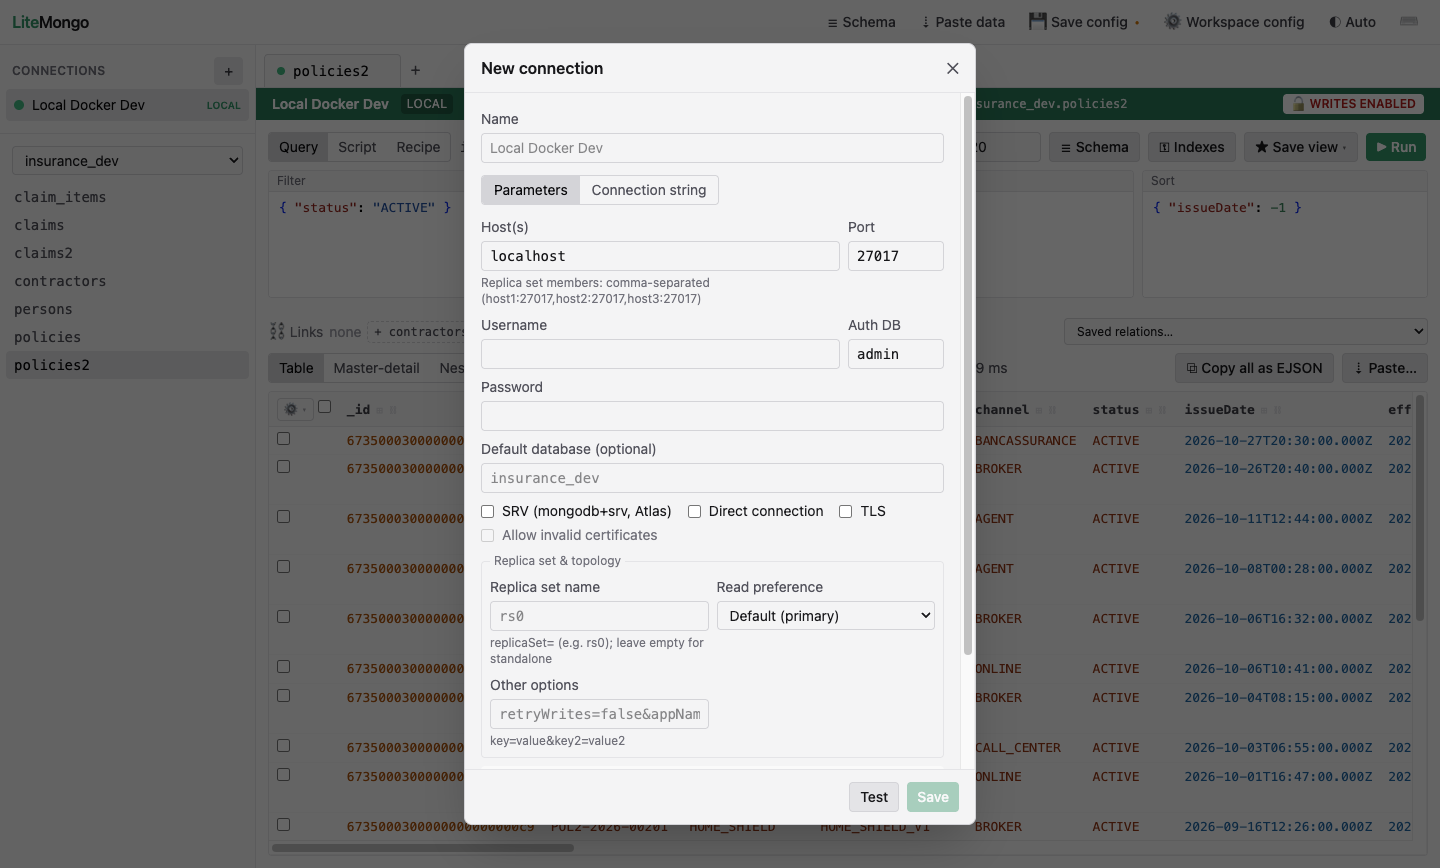 LiteMongo
≡ Schema
↓ Paste data
Save config •
Workspace config
Auto
CONNECTIONS
+
policies2
+
Local Docker Dev
LOCAL
Local Docker Dev
LOCAL
surance_dev.policies2
WRITES ENABLED
insurance_dev
Query
Script
Recipe
≡ Schema
Indexes
★ Save view
▶ Run
claim_items
claims
claims2
contractors
persons
policies
policies2
Filter
{ "status": "ACTIVE" }
Sort
{ "issueDate": -1 }
Links none
+ contractors
Saved relations...
Table
Master-detail
9 ms
Copy all as EJSON
↓ Paste...
_id
channel
status
issueDate
eff
BANCASSURANCE ACTIVE 2026-10-27T20:30:00.000Z 202
BROKER ACTIVE 2026-10-26T20:40:00.000Z 202
AGENT ACTIVE 2026-10-11T12:44:00.000Z 202
AGENT ACTIVE 2026-10-08T00:28:00.000Z 202
BROKER ACTIVE 2026-10-06T16:32:00.000Z 202
ONLINE ACTIVE 2026-10-06T10:41:00.000Z 202
BROKER ACTIVE 2026-10-04T08:15:00.000Z 202
CALL_CENTER ACTIVE 2026-10-03T06:55:00.000Z 202
ONLINE ACTIVE 2026-10-01T16:47:00.000Z 202
BROKER ACTIVE 2026-09-16T12:26:00.000Z 202
New connection
Name
Local Docker Dev
Parameters
Connection string
Host(s)
Port
localhost
27017
Replica set members: comma-separated
(host1:27017,host2:27017,host3:27017)
Username
Auth DB
admin
Password
Default database (optional)
insurance_dev
SRV (mongodb+srv, Atlas)
Direct connection
TLS
Allow invalid certificates
Replica set & topology
Replica set name
Read preference
rs0
Default (primary)
replicaSet= (e.g. rs0); leave empty for
standalone
Other options
retryWrites=false&appNam
key=value&key2=value2
Test
Save